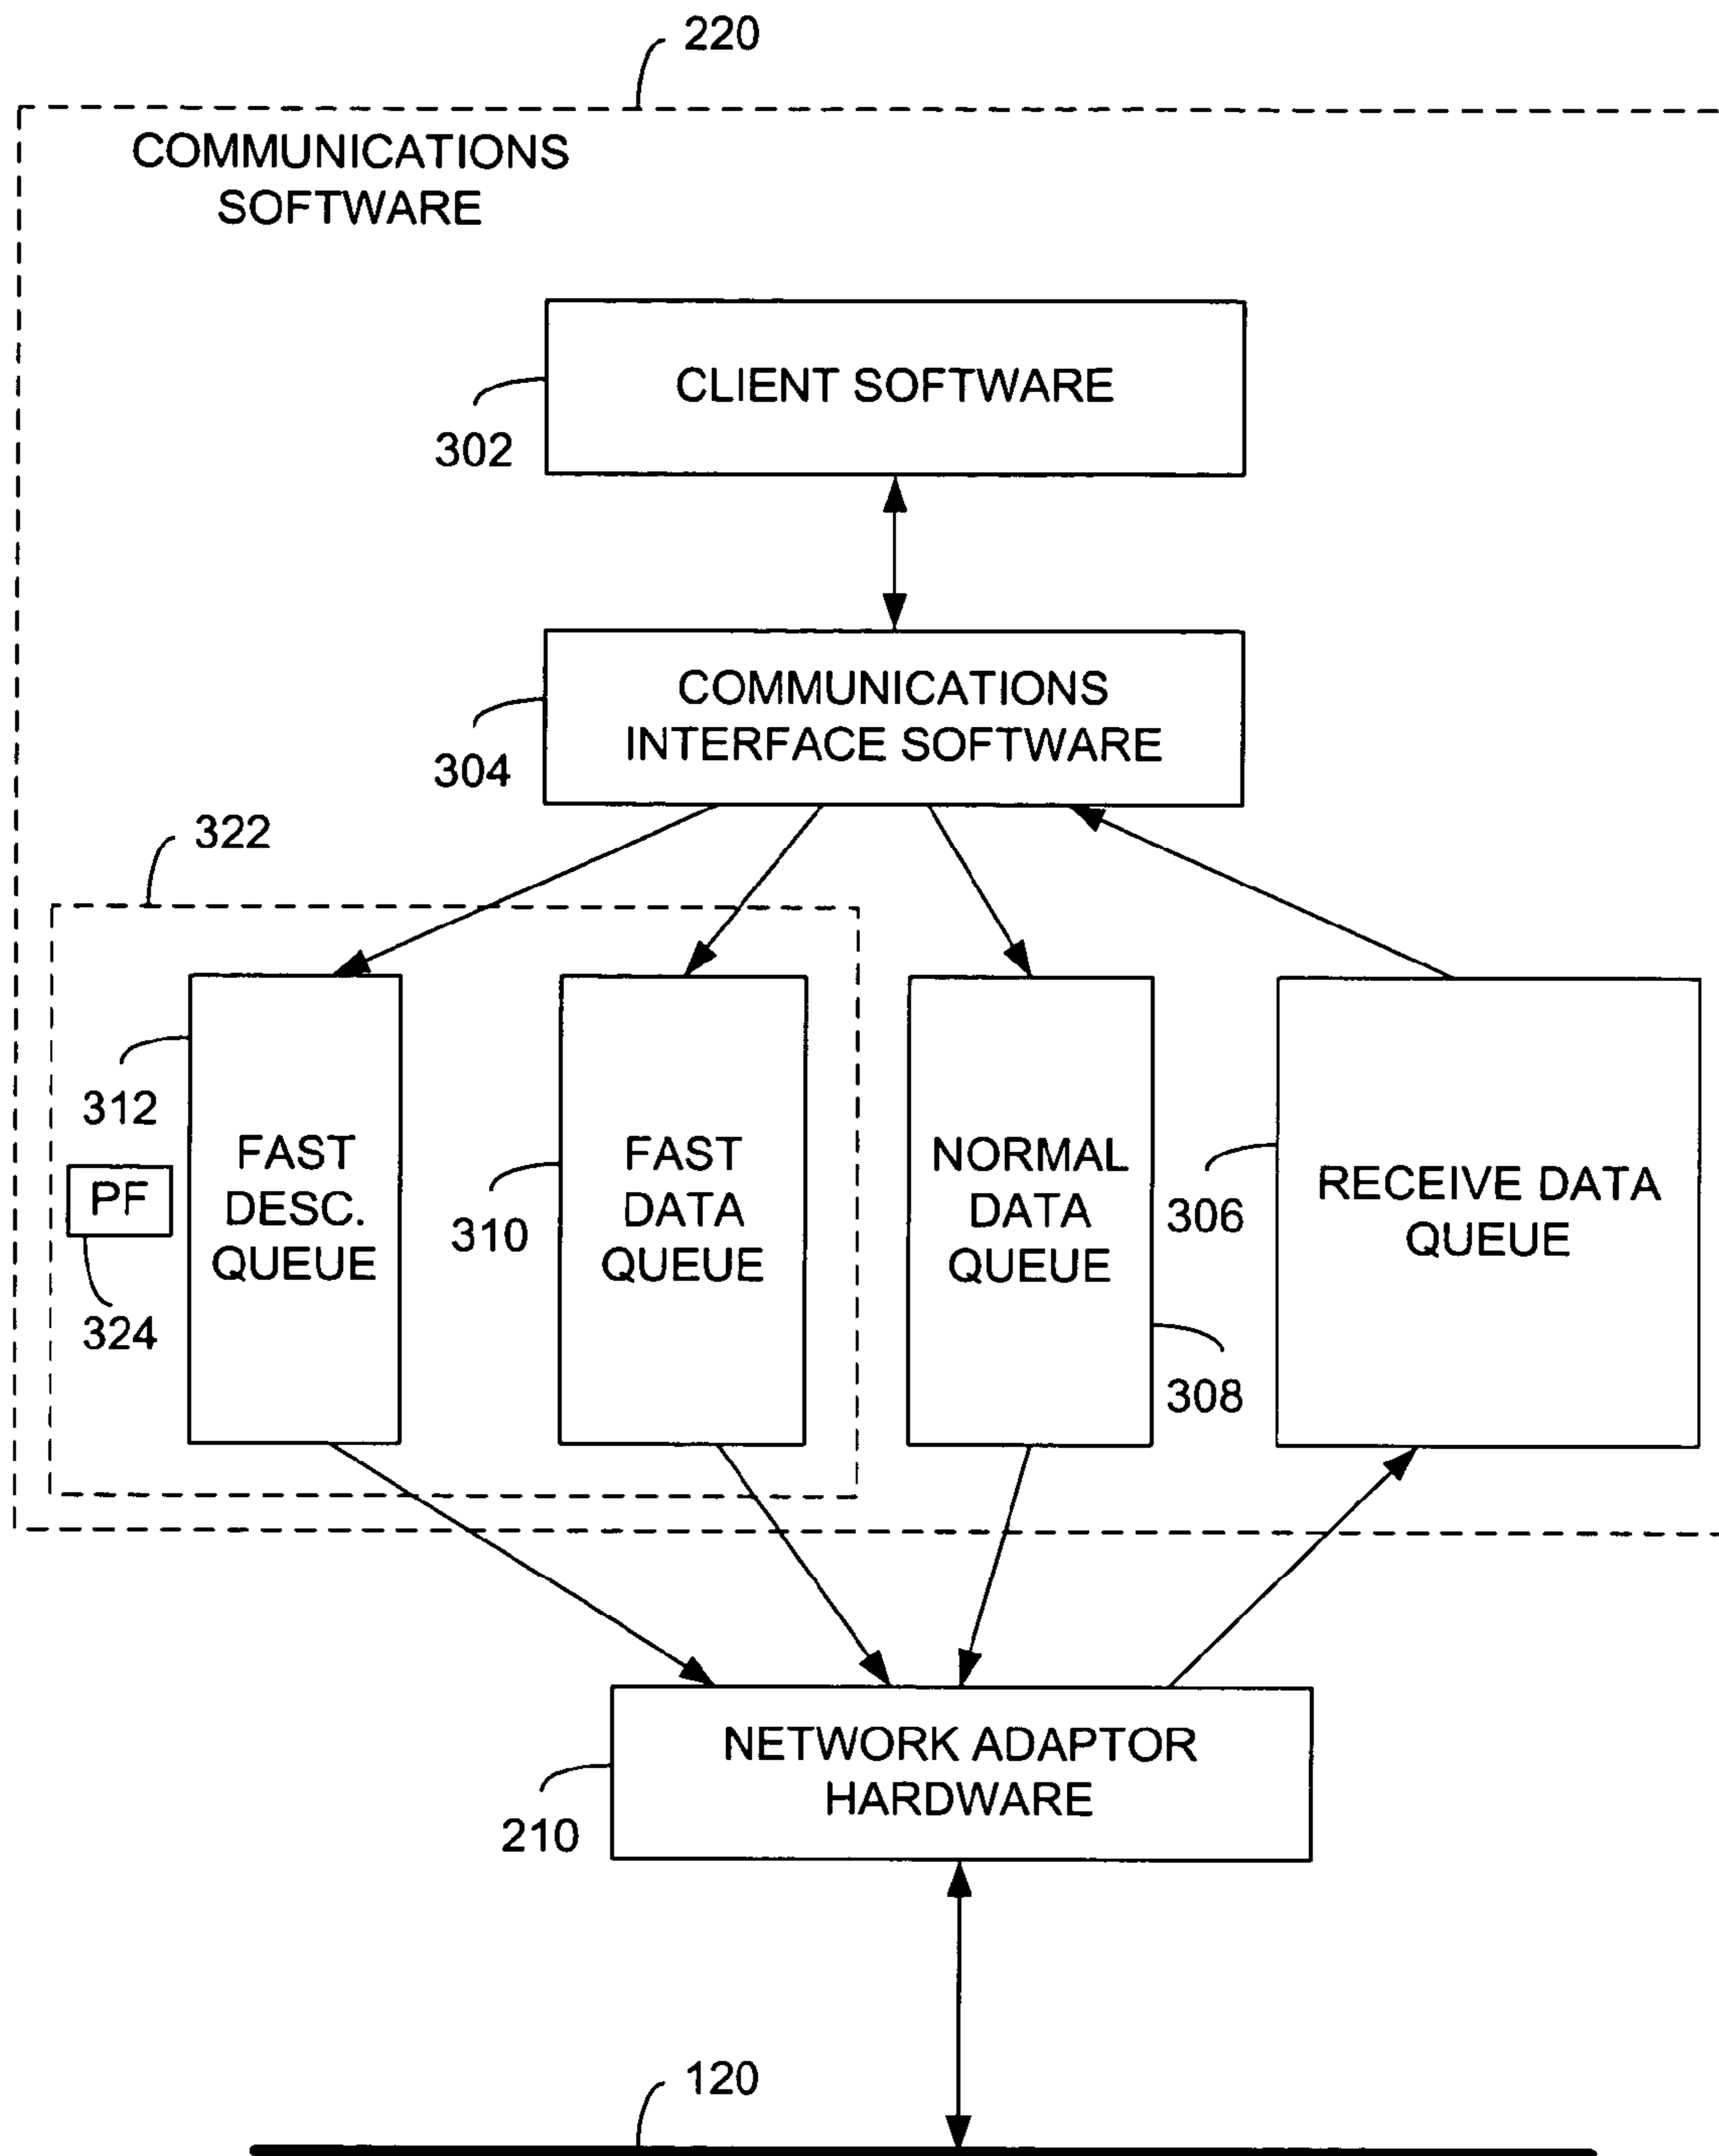 220
COMMUNICATIONS
SOFTWARE
CLIENT SOFTWARE
302
COMMUNICATIONS
INTERFACE SOFTWARE
304
322
312
PF
324
FAST
DESC.
QUEUE
310
FAST
DATA
QUEUE
NORMAL
DATA
QUEUE
308
306
RECEIVE DATA
QUEUE
NETWORK ADAPTOR
HARDWARE
210
120